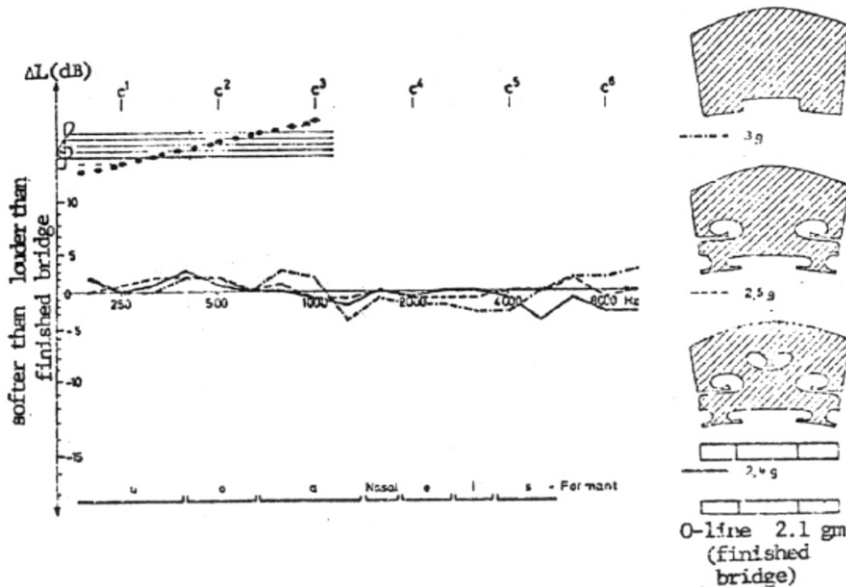 ΔL(dB)
c¹ c² c³ c⁴ c⁵ c⁶
softer than louder than
finished bridge
10
5
0
-5
-10
-15
250 500 1000 2000 4000 8000 Hz
u o a Nasal e i s - Formant
3 g
2,5 g
2,4 g
O-line 2.1 gm
(finished
bridge)